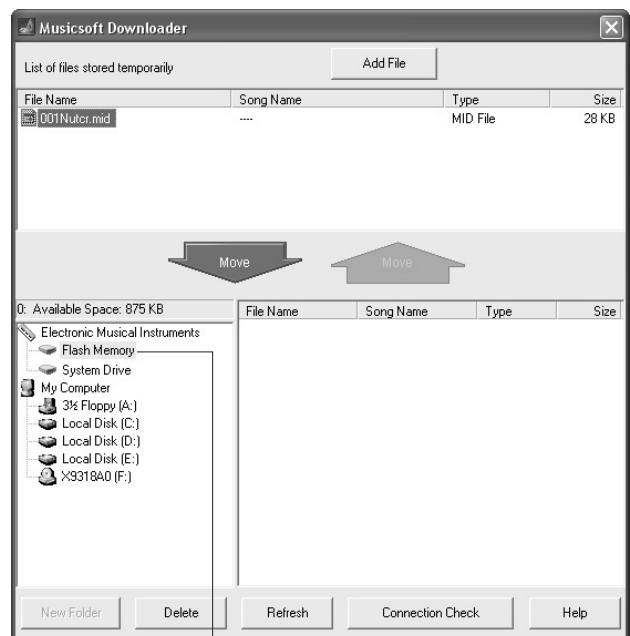 Musicsoft Downloader
List of files stored temporarily
Add File
File Name Song Name Type Size
001Nutcr.mid ---- MID File 28 KB
Move Move
0: Available Space: 875 KB
File Name Song Name Type Size
Electronic Musical Instruments
Flash Memory
System Drive
My Computer
3½ Floppy (A:)
Local Disk (C:)
Local Disk (D:)
Local Disk (E:)
X9318A0 (F:)
New Folder Delete Refresh Connection Check Help